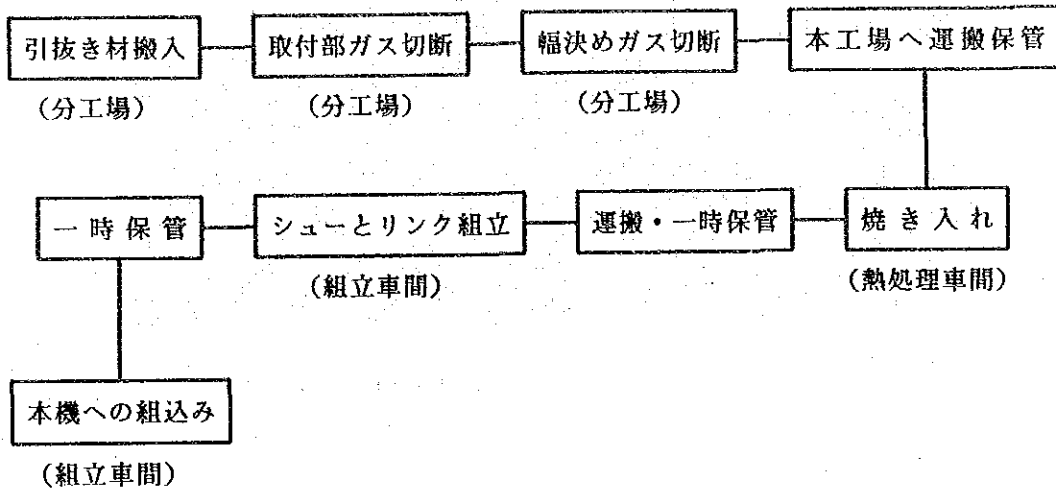 引抜き材搬入 取付部ガス切断 幅決めガス切断 本工場へ運搬保管
(分工場) (分工場) (分工場)
一時保管 シューとリンク組立 運搬・一時保管 焼き入れ
(組立車間) (熱処理車間)
本機への組込み
(組立車間)